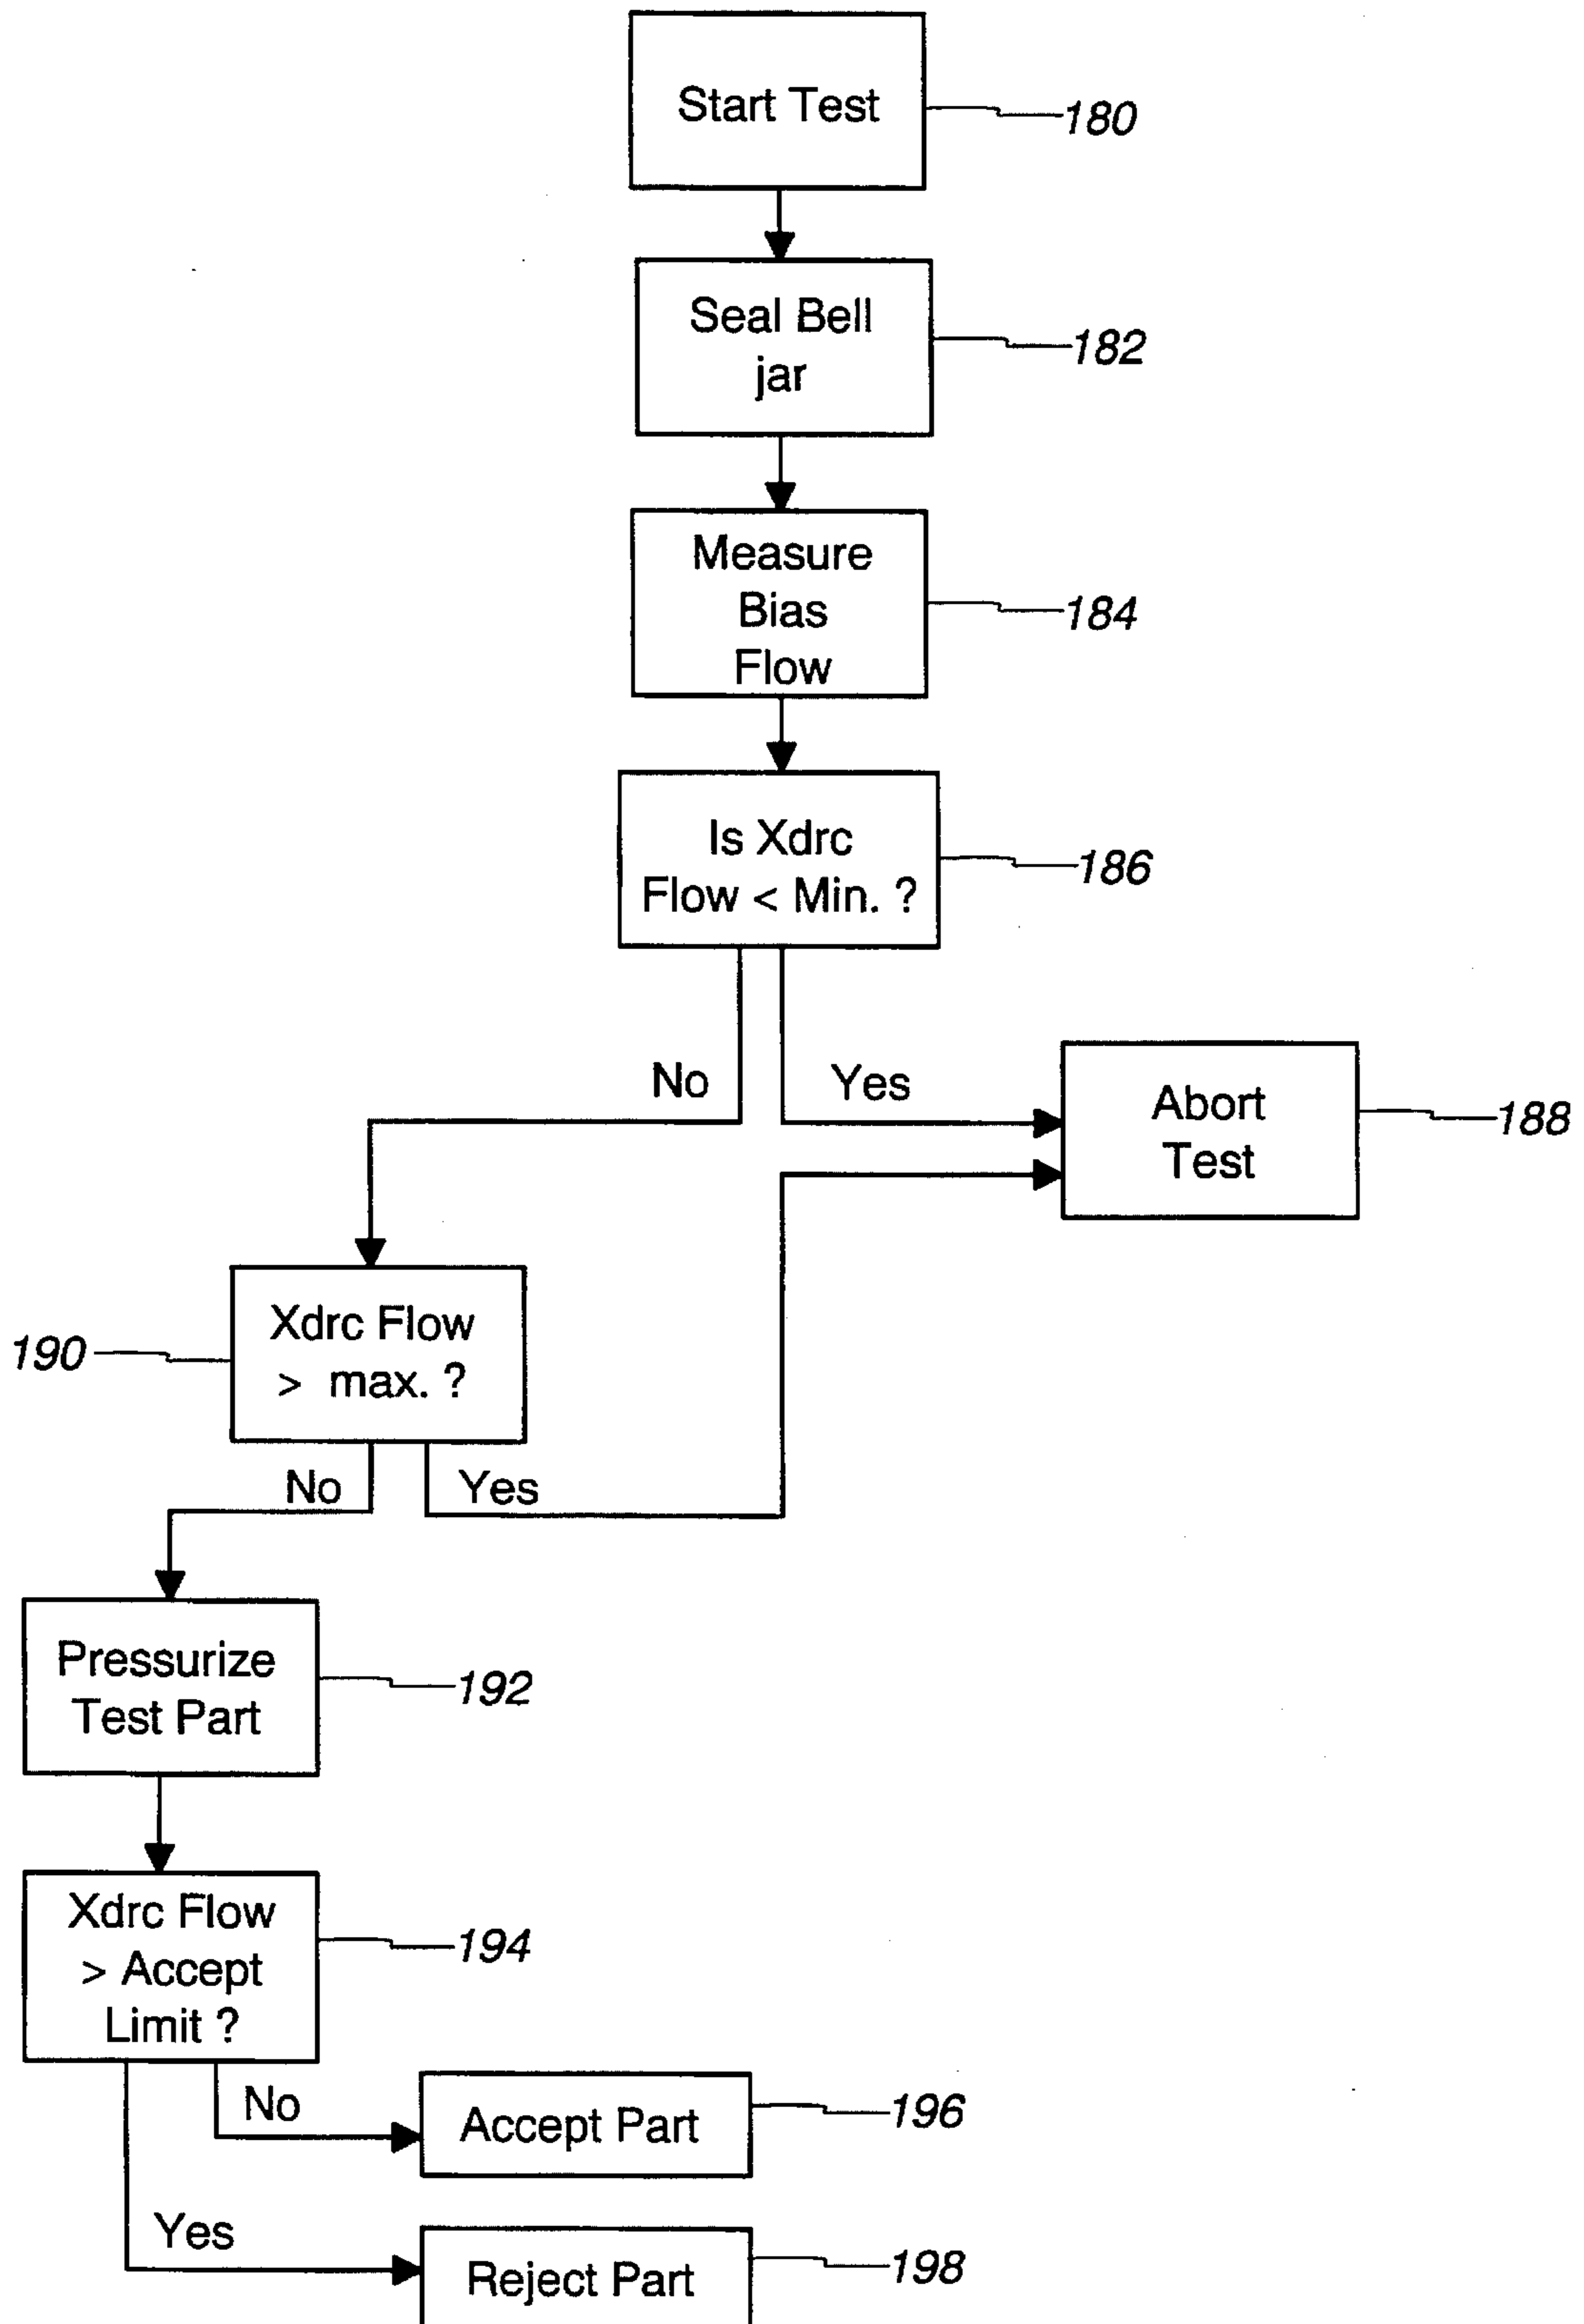 Start Test
180
Seal Bell
jar
182
Measure
Bias
Flow
184
Is Xdrc
Flow < Min. ?
186
No
Yes
Abort
Test
188
190
Xdrc Flow
> max. ?
No
Yes
Pressurize
Test Part
192
Xdrc Flow
> Accept
Limit ?
194
No
Accept Part
196
Yes
Reject Part
198